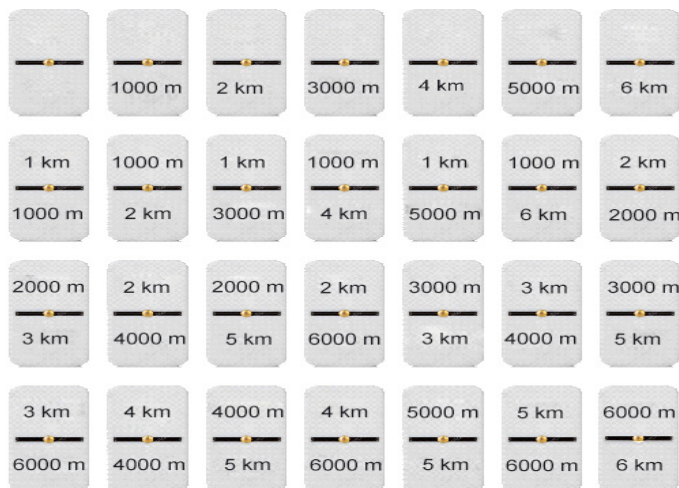 1000 m 2 km 3000 m 4 km 5000 m 6 km
1 km 1000 m 1 km 1000 m 1 km 1000 m 2 km
1000 m 2 km 3000 m 4 km 5000 m 6 km 2000 m
2000 m 2 km 2000 m 2 km 3000 m 3 km 3000 m
3 km 4000 m 5 km 6000 m 3 km 4000 m 5 km
3 km 4 km 4000 m 4 km 5000 m 5 km 6000 m
6000 m 4000 m 5 km 6000 m 5 km 6000 m 6 km